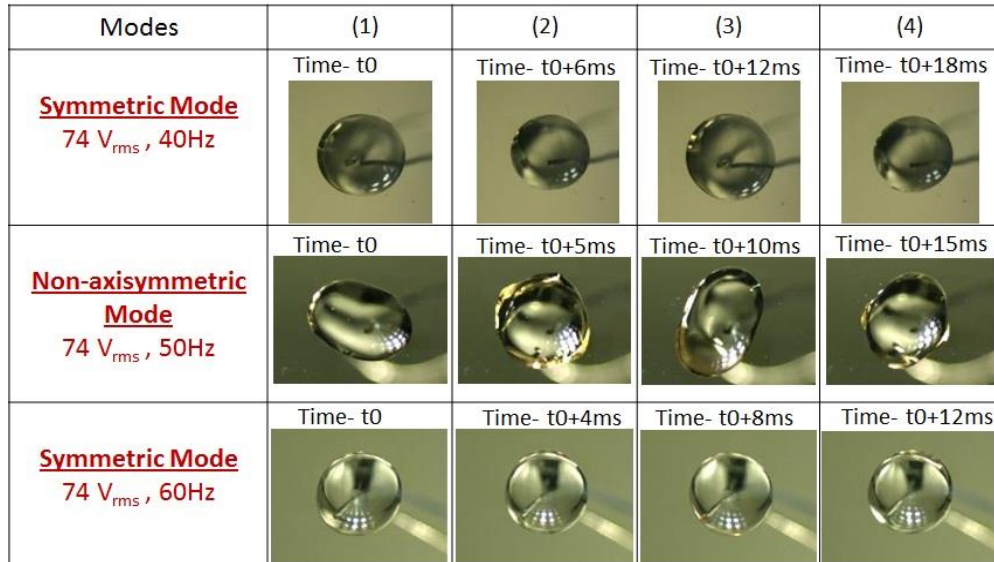 Modes (1) (2) (3) (4)
Time- t0 Time- t0+6ms Time- t0+12ms Time- t0+18ms
Symmetric Mode
74 Vrms , 40Hz
Time- t0 Time- t0+5ms Time- t0+10ms Time- t0+15ms
Non-axisymmetric
Mode
74 Vrms , 50Hz
Time- t0 Time- t0+4ms Time- t0+8ms Time- t0+12ms
Symmetric Mode
74 Vrms , 60Hz